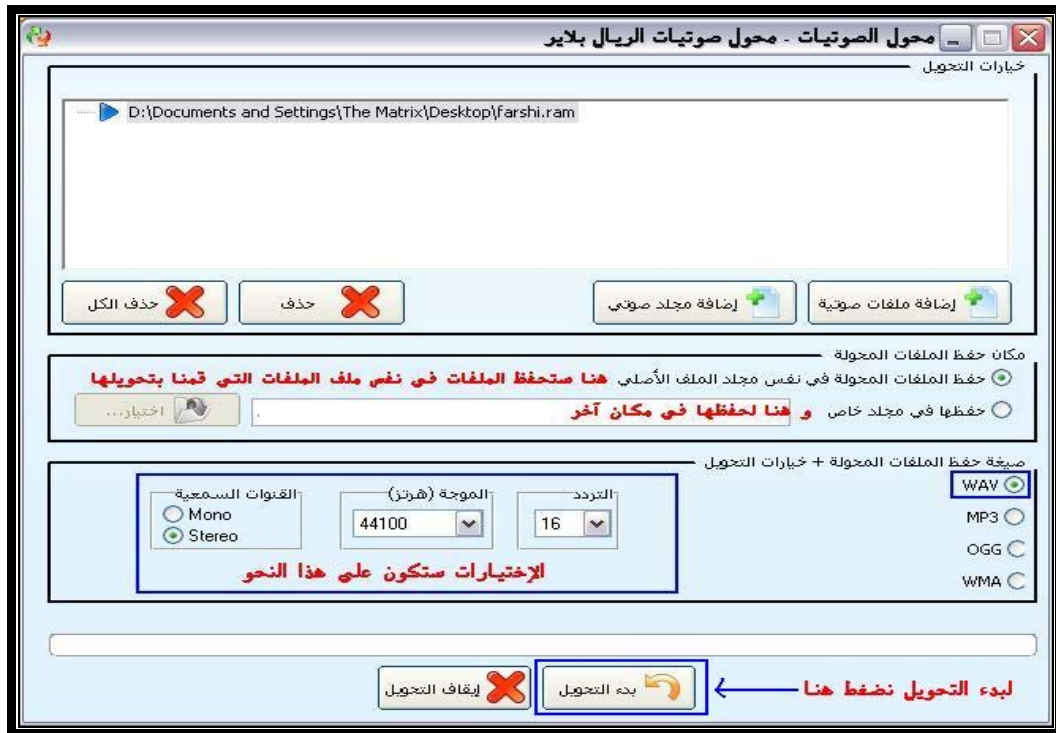 محول الصوتيات - محول صوتيات الريال بلاير
خيارات التحويل
D:\Documents and Settings\The Matrix\Desktop\farshi.ram
إضافة ملفات صوتية
إضافة مجلد صوتي
حذف
حذف الكل
مكان حفظ الملفات المحولة
حفظ الملفات المحولة في نفس مجلد الملف الأصلي هنا ستحفظ الملفات في نفس ملف الملفات التي قمنا بتحويلها
حفظها في مجلد خاص و هنا لحفظها في مكان آخر
اختيار...
صيغة حفظ الملفات المحولة + خيارات التحويل
WAV
MP3
OGG
WMA
التردد
16
الموجة (هرتز)
44100
القنوات السمعية
Mono
Stereo
الإختيارات ستكون على هذا النحو
لبدء التحويل نضغط هنا
بدء التحويل
إيقاف التحويل